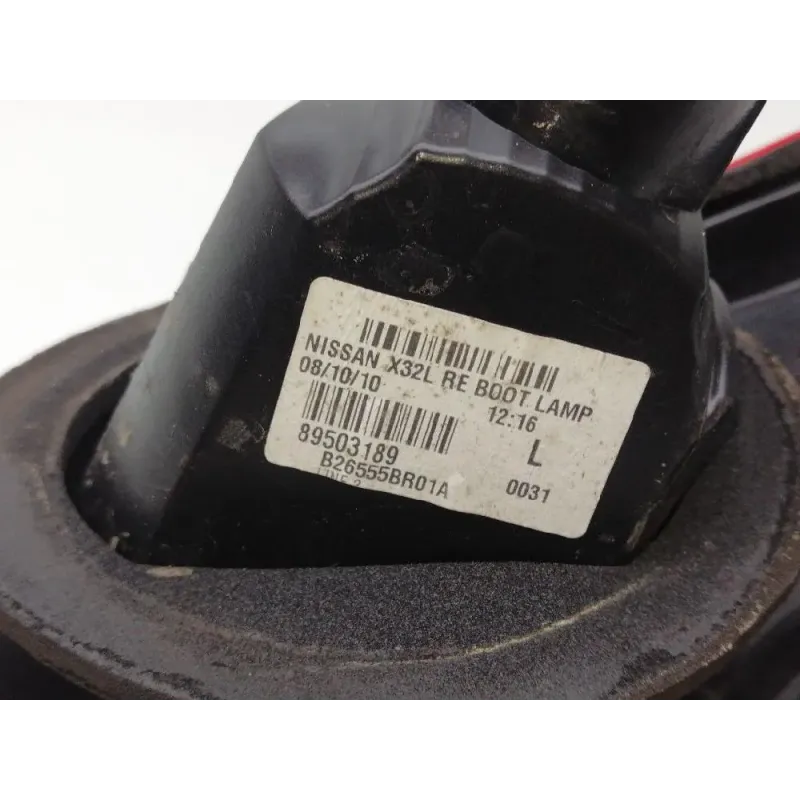 NISSAN X32L RE BOOT LAMP
08/10/10 12:16
89503189 L
B26555BR01A 0031